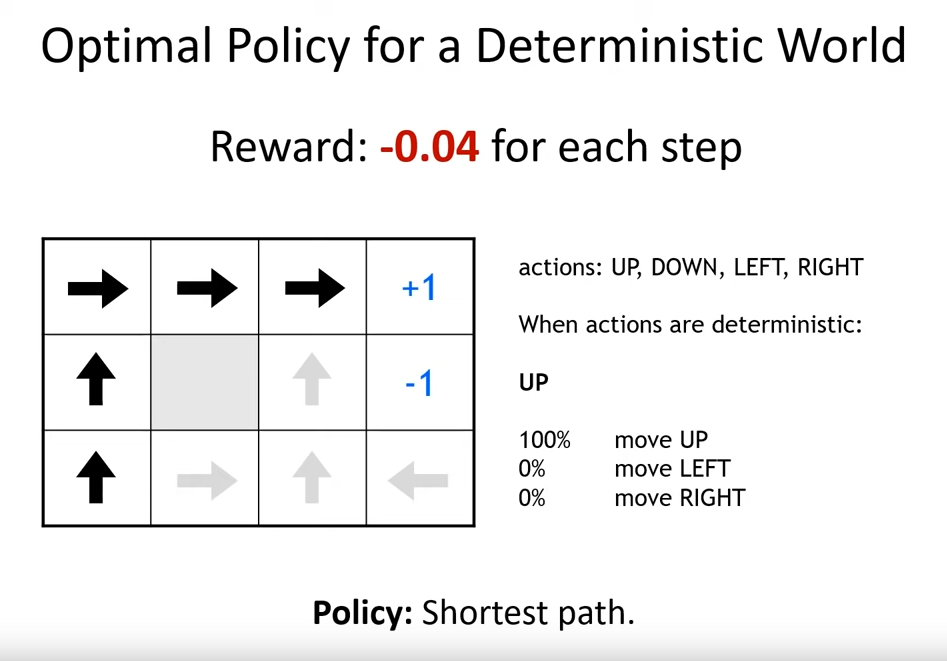 Optimal Policy for a Deterministic World
Reward: -0.04 for each step
+1
-1
actions: UP, DOWN, LEFT, RIGHT
When actions are deterministic:
UP
100% move UP
0% move LEFT
0% move RIGHT
Policy: Shortest path.